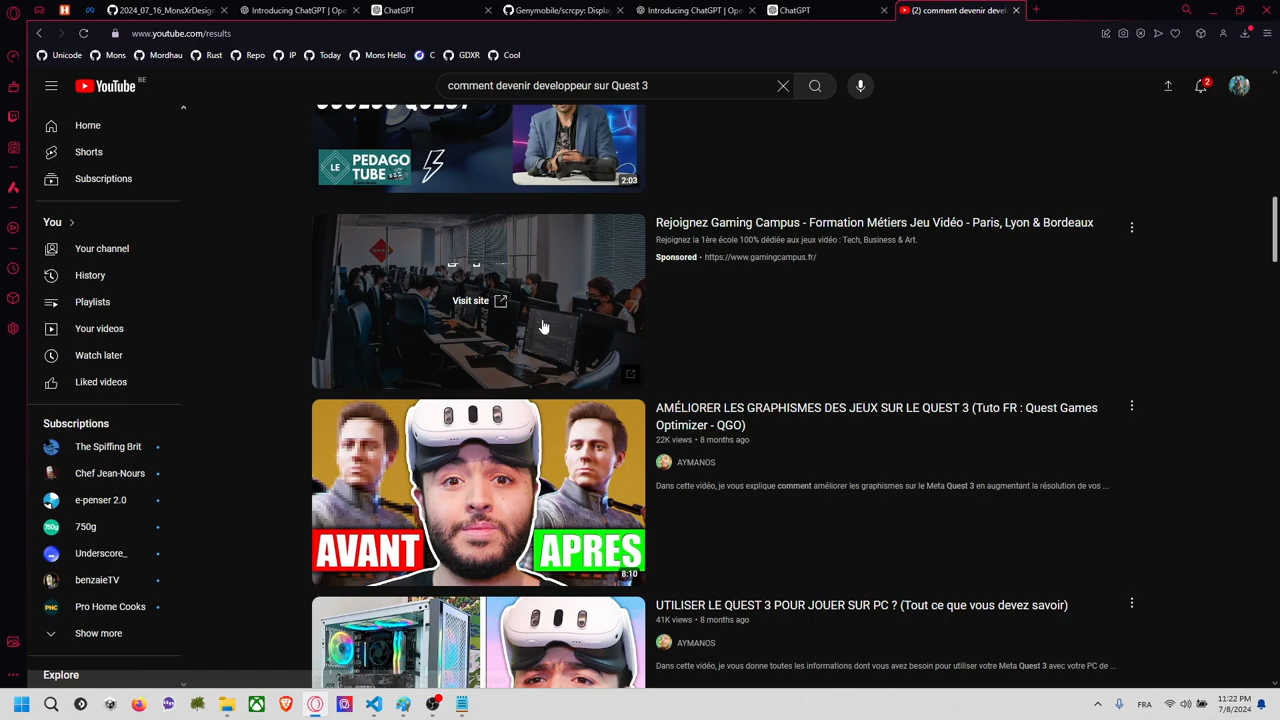 2024_07_16_MonsXrDesign
Introducing ChatGPT | Ope
ChatGPT
Genymobile/scrcpy: Displa
Introducing ChatGPT | Ope
ChatGPT
(2) comment devenir devel
www.youtube.com/results
Unicode
Mons
Mordhau
Rust
Repo
IP
Today
Mons Hello
C
GDX
Cool
YouTube BE
comment devenir developpeur sur Quest 3
2
Home
Shorts
Subscriptions
You
Your channel
History
Playlists
Your videos
Watch later
Liked videos
Subscriptions
The Spiffing Brit
Chef Jean-Nours
e-penser 2.0
750g
Underscore_
Pro Home Cooks
Show more
Explore
LE PEDAGO
TUBE
2:03
Visit site
Rejoignez Gaming Campus - Formation Métiers Jeu Vidéo - Paris, Lyon & Bordeaux
Rejoignez la 1ère école 100% dédiée aux jeux vidéo : Tech, Business & Art.
Sponsored · https://www.gamingcampus.fr/
AVANT
APRES
8:10
AMÉLIORER LES GRAPHISMES DES JEUX SUR LE QUEST 3 (Tuto FR : Quest Games
Optimizer - QGO)
22K views • 8 months ago
AYMANOS
Dans cette vidéo, je vous explique comment améliorer les graphismes sur le Meta Quest 3 en augmentant la résolution de vos ...
UTILISER LE QUEST 3 POUR JOUER SUR PC ? (Tout ce que vous devez savoir)
41K views • 8 months ago
AYMANOS
Dans cette vidéo, je vous donne toutes les informations dont vous avez besoin pour utiliser votre Meta Quest 3 avec votre PC de ...
FRA
11:22 PM
7/8/2024